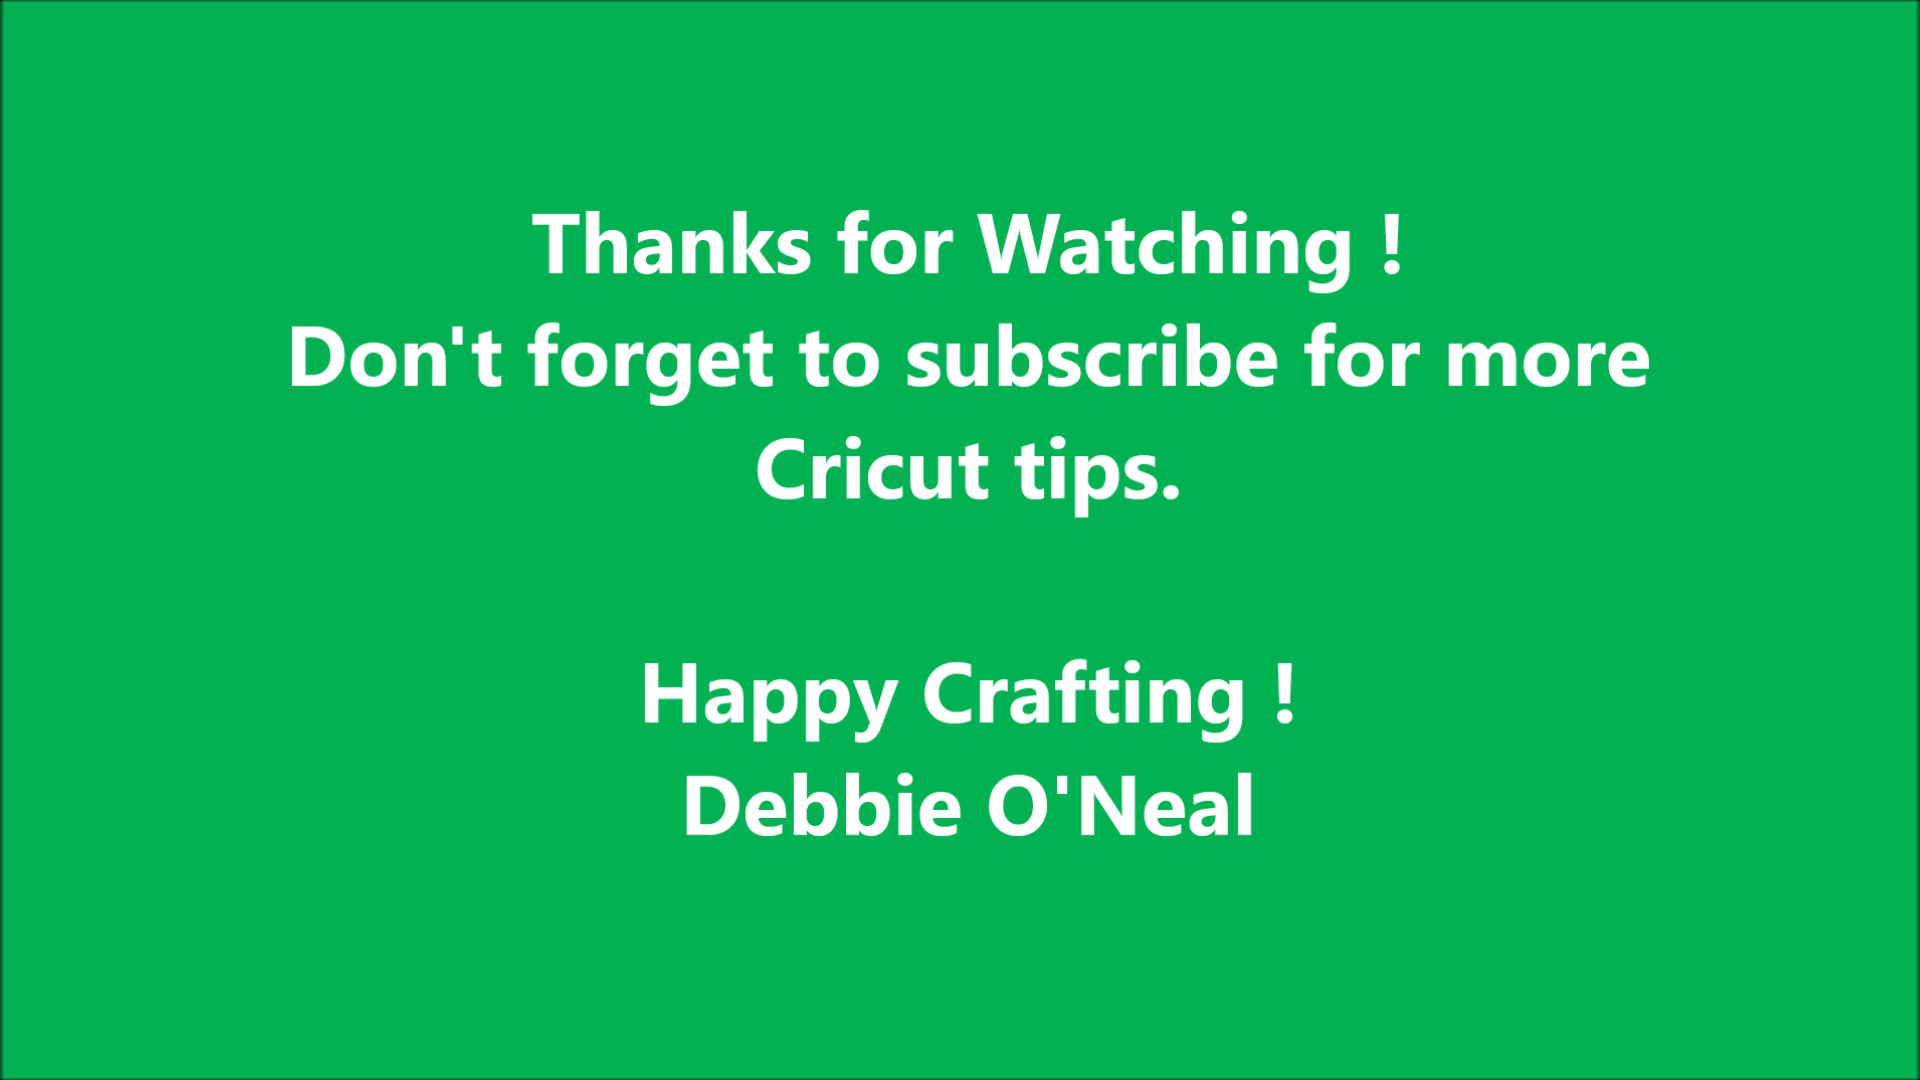 Thanks for Watching !
Don't forget to subscribe for more
Cricut tips.
Happy Crafting !
Debbie O'Neal